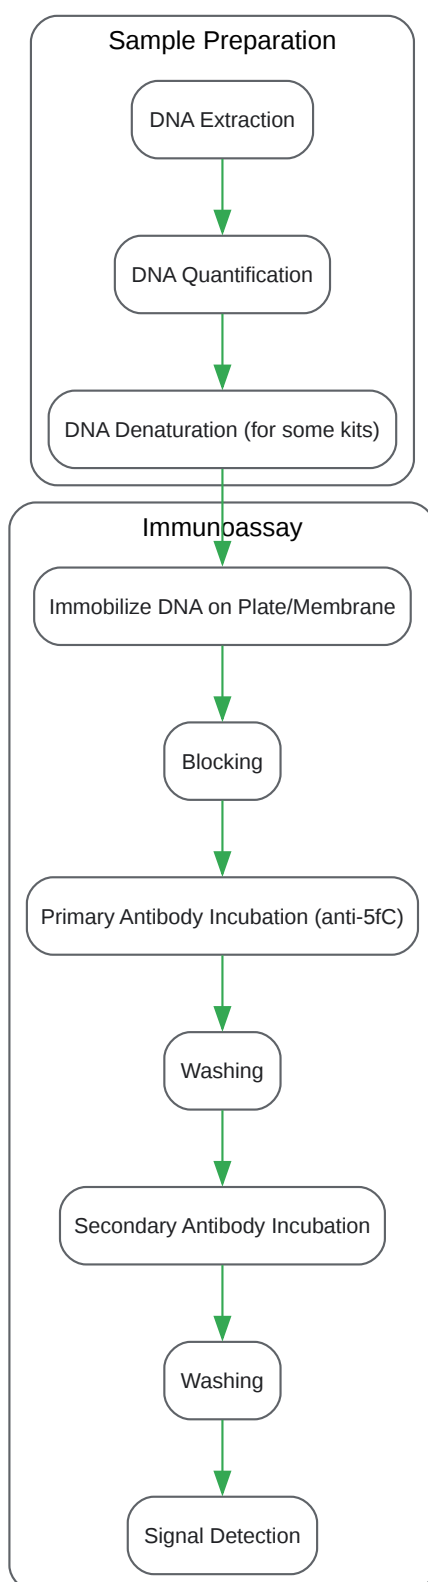 Sample Preparation
DNA Extraction
DNA Quantification
DNA Denaturation (for some kits)
Immunoassay
Immobilize DNA on Plate/Membrane
Blocking
Primary Antibody Incubation (anti-5fC)
Washing
Secondary Antibody Incubation
Washing
Signal Detection